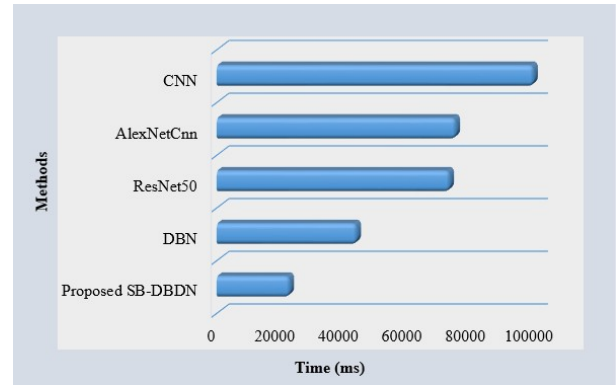 CNN
AlexNetCnn
ResNet50
DBN
Proposed SB-DBDN
Methods
0 20000 40000 60000 80000 100000
Time (ms)